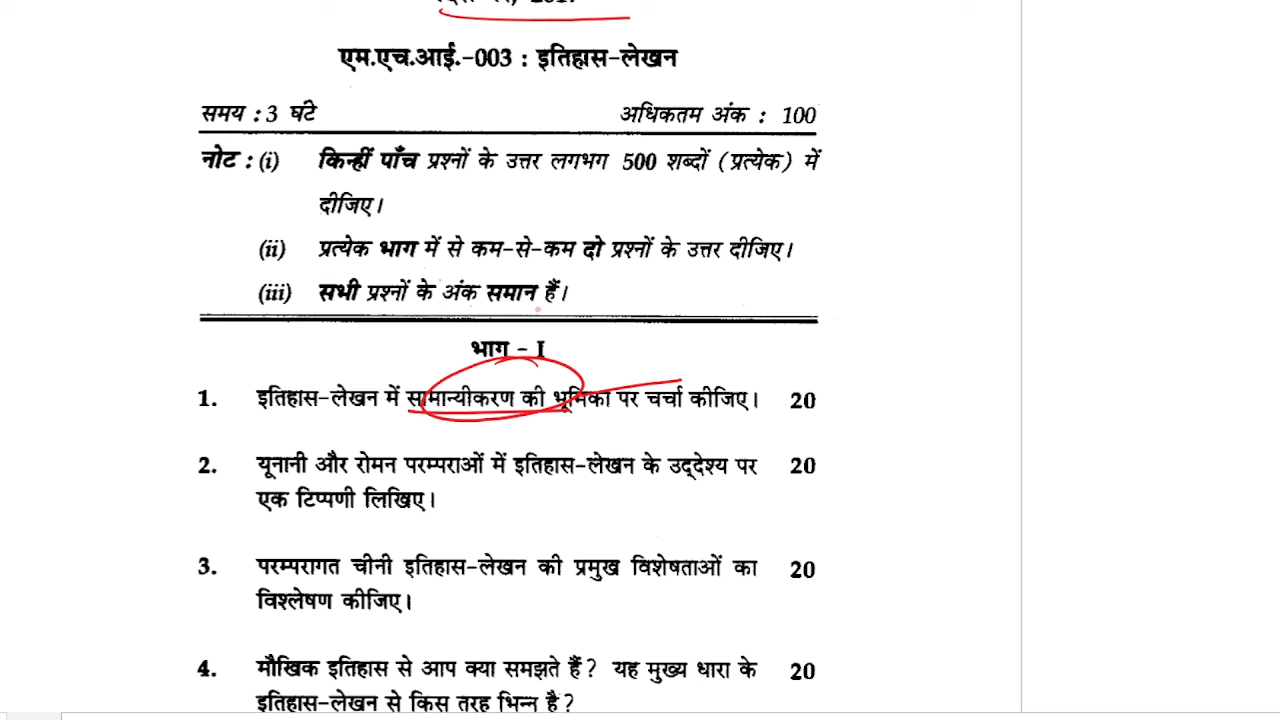 एम.एच.आई.-003 : इतिहास-लेखन
समय : 3 घंटे अधिकतम अंक : 100
नोट : (i) किन्हीं पाँच प्रश्नों के उत्तर लगभग 500 शब्दों (प्रत्येक) में
दीजिए।
(ii) प्रत्येक भाग में से कम-से-कम दो प्रश्नों के उत्तर दीजिए।
(iii) सभी प्रश्नों के अंक समान हैं।
भाग - I
1. इतिहास-लेखन में सामान्यीकरण की भूमिका पर चर्चा कीजिए। 20
2. यूनानी और रोमन परम्पराओं में इतिहास-लेखन के उद्देश्य पर 20
एक टिप्पणी लिखिए।
3. परम्परागत चीनी इतिहास-लेखन की प्रमुख विशेषताओं का 20
विश्लेषण कीजिए।
4. मौखिक इतिहास से आप क्या समझते हैं? यह मुख्य धारा के 20
इतिहास-लेखन से किस तरह भिन्न है?